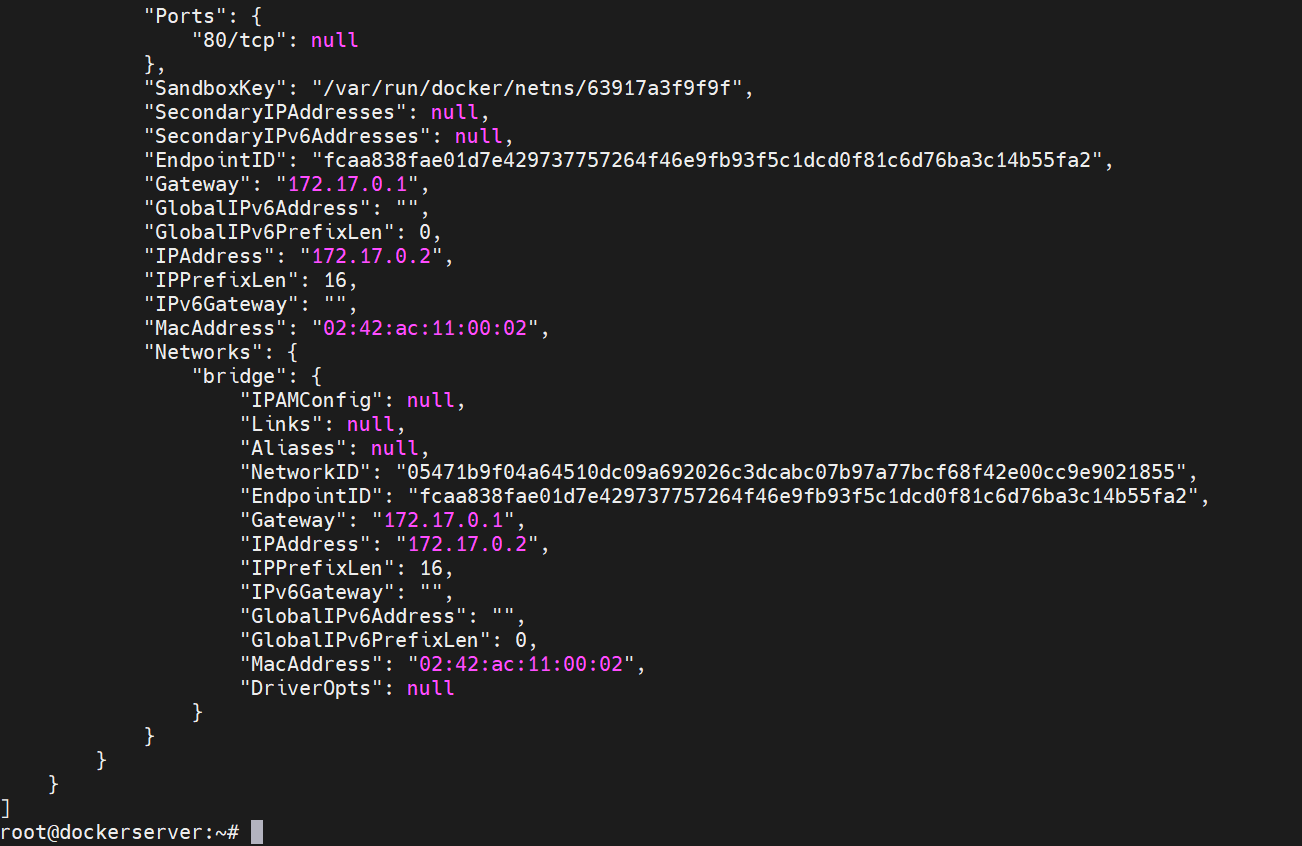 "Ports": {
"80/tcp": null
},
"SandboxKey": "/var/run/docker/netns/63917a3f9f9f",
"SecondaryIPAddresses": null,
"SecondaryIPv6Addresses": null,
"EndpointID": "fcaa838fae01d7e429737757264f46e9fb93f5c1dcd0f81c6d76ba3c14b55fa2",
"Gateway": "172.17.0.1",
"GlobalIPv6Address": "",
"GlobalIPv6PrefixLen": 0,
"IPAddress": "172.17.0.2",
"IPPrefixLen": 16,
"IPv6Gateway": "",
"MacAddress": "02:42:ac:11:00:02",
"Networks": {
"bridge": {
"IPAMConfig": null,
"Links": null,
"Aliases": null,
"NetworkID": "05471b9f04a64510dc09a692026c3dcabc07b97a77bcf68f42e00cc9e9021855",
"EndpointID": "fcaa838fae01d7e429737757264f46e9fb93f5c1dcd0f81c6d76ba3c14b55fa2",
"Gateway": "172.17.0.1",
"IPAddress": "172.17.0.2",
"IPPrefixLen": 16,
"IPv6Gateway": "",
"GlobalIPv6Address": "",
"GlobalIPv6PrefixLen": 0,
"MacAddress": "02:42:ac:11:00:02",
"DriverOpts": null
}
}
}
}
]
root@dockerserver:~#